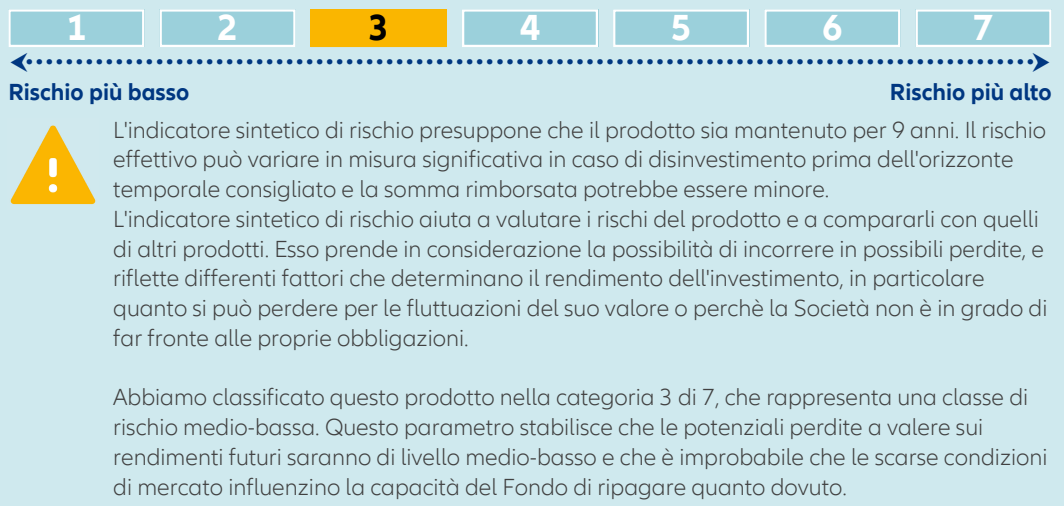 1 2 3 4 5 6 7
Rischio più basso Rischio più alto
L'indicatore sintetico di rischio presuppone che il prodotto sia mantenuto per 9 anni. Il rischio
effettivo può variare in misura significativa in caso di disinvestimento prima dell'orizzonte
temporale consigliato e la somma rimborsata potrebbe essere minore.
L'indicatore sintetico di rischio aiuta a valutare i rischi del prodotto e a compararli con quelli
di altri prodotti. Esso prende in considerazione la possibilità di incorrere in possibili perdite, e
riflette differenti fattori che determinano il rendimento dell'investimento, in particolare
quanto si può perdere per le fluttuazioni del suo valore o perchè la Società non è in grado di
far fronte alle proprie obbligazioni.
Abbiamo classificato questo prodotto nella categoria 3 di 7, che rappresenta una classe di
rischio medio-bassa. Questo parametro stabilisce che le potenziali perdite a valere sui
rendimenti futuri saranno di livello medio-basso e che è improbabile che le scarse condizioni
di mercato influenzino la capacità del Fondo di ripagare quanto dovuto.